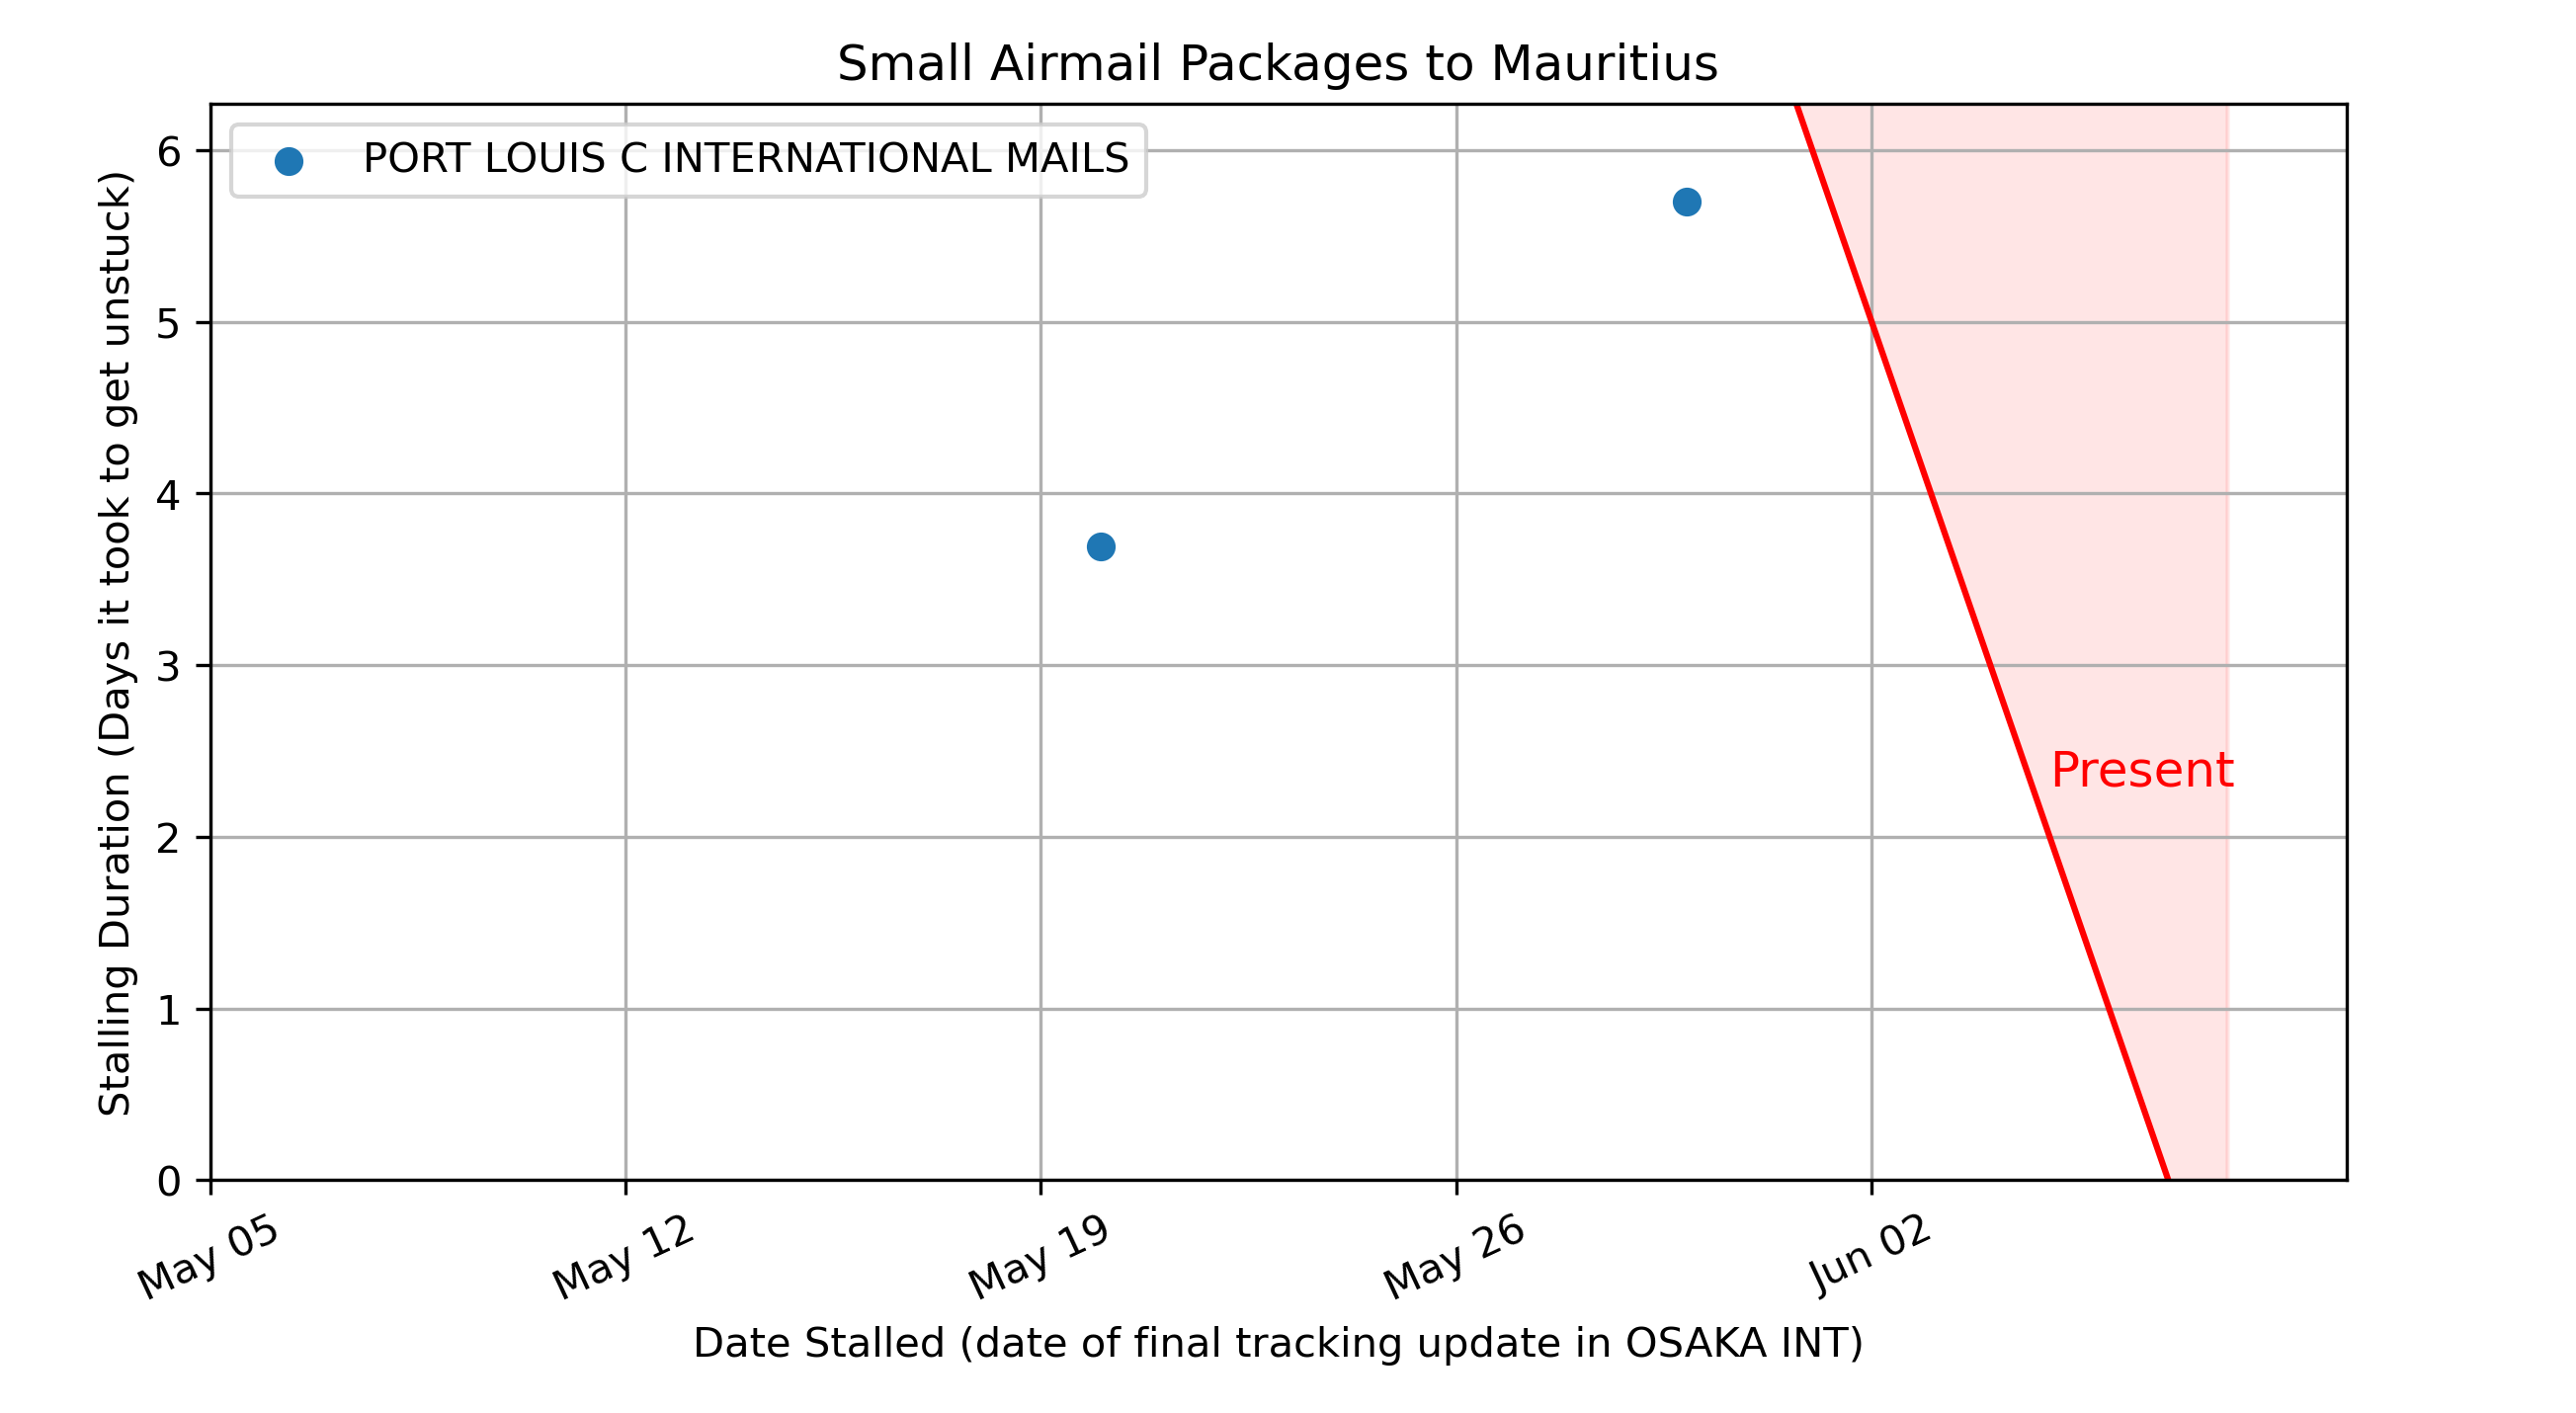 Small Airmail Packages to Mauritius
PORT LOUIS C INTERNATIONAL MAILS
Stalling Duration (Days it took to get unstuck)
6
5
4
3
2
1
0
Present
May 05
May 12
May 19
May 26
Jun 02
Date Stalled (date of final tracking update in OSAKA INT)